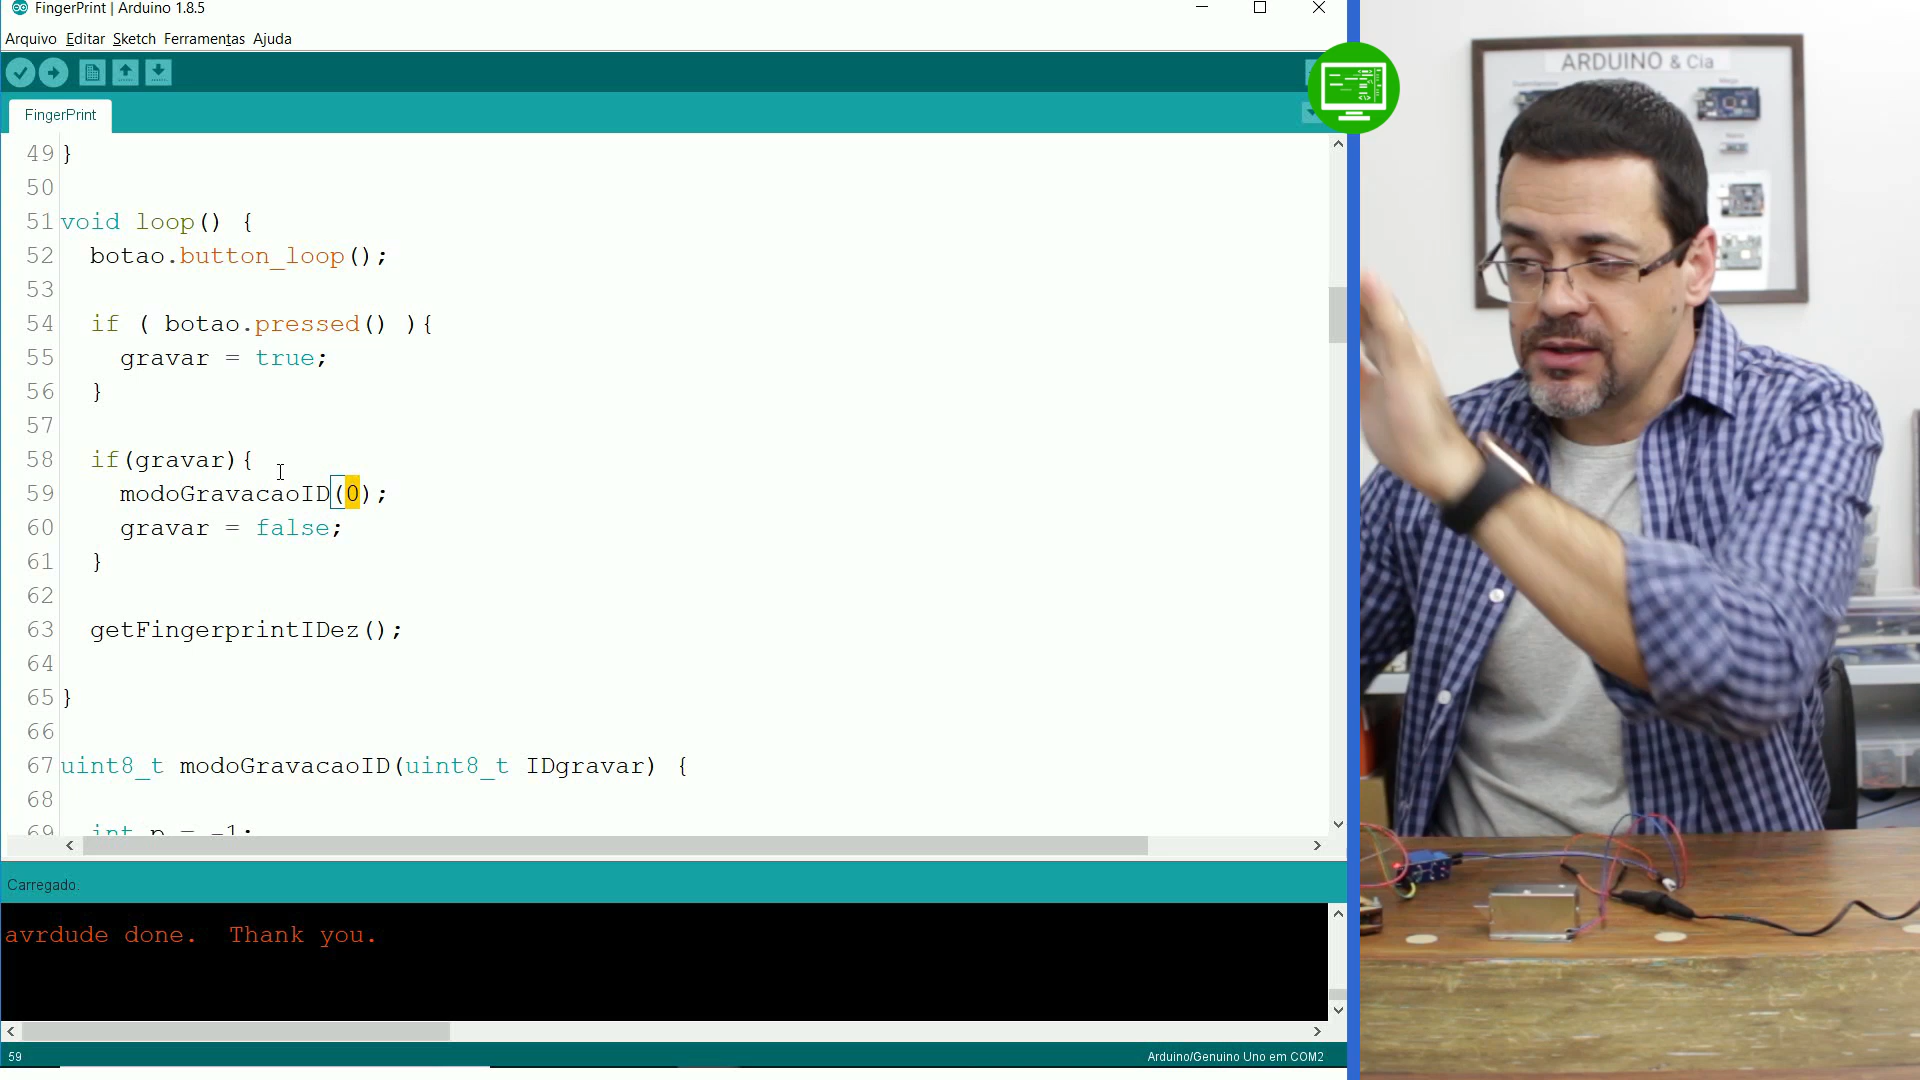 FingerPrint | Arduino 1.8.5
Arquivo Editar Sketch Ferramentas Ajuda
FingerPrint
49 }
50
51 void loop() {
52 botao.button_loop();
53
54 if ( botao.pressed() ){
55 gravar = true;
56 }
57
58 if(gravar){
59 modoGravacaoID(0);
60 gravar = false;
61 }
62
63 getFingerprintIDez();
64
65 }
66
67 uint8_t modoGravacaoID(uint8_t IDgravar) {
68
69 int p = -1;
Carregado.
avrdude done. Thank you.
59
Arduino/Genuino Uno em COM2
ARDUINO & Cia